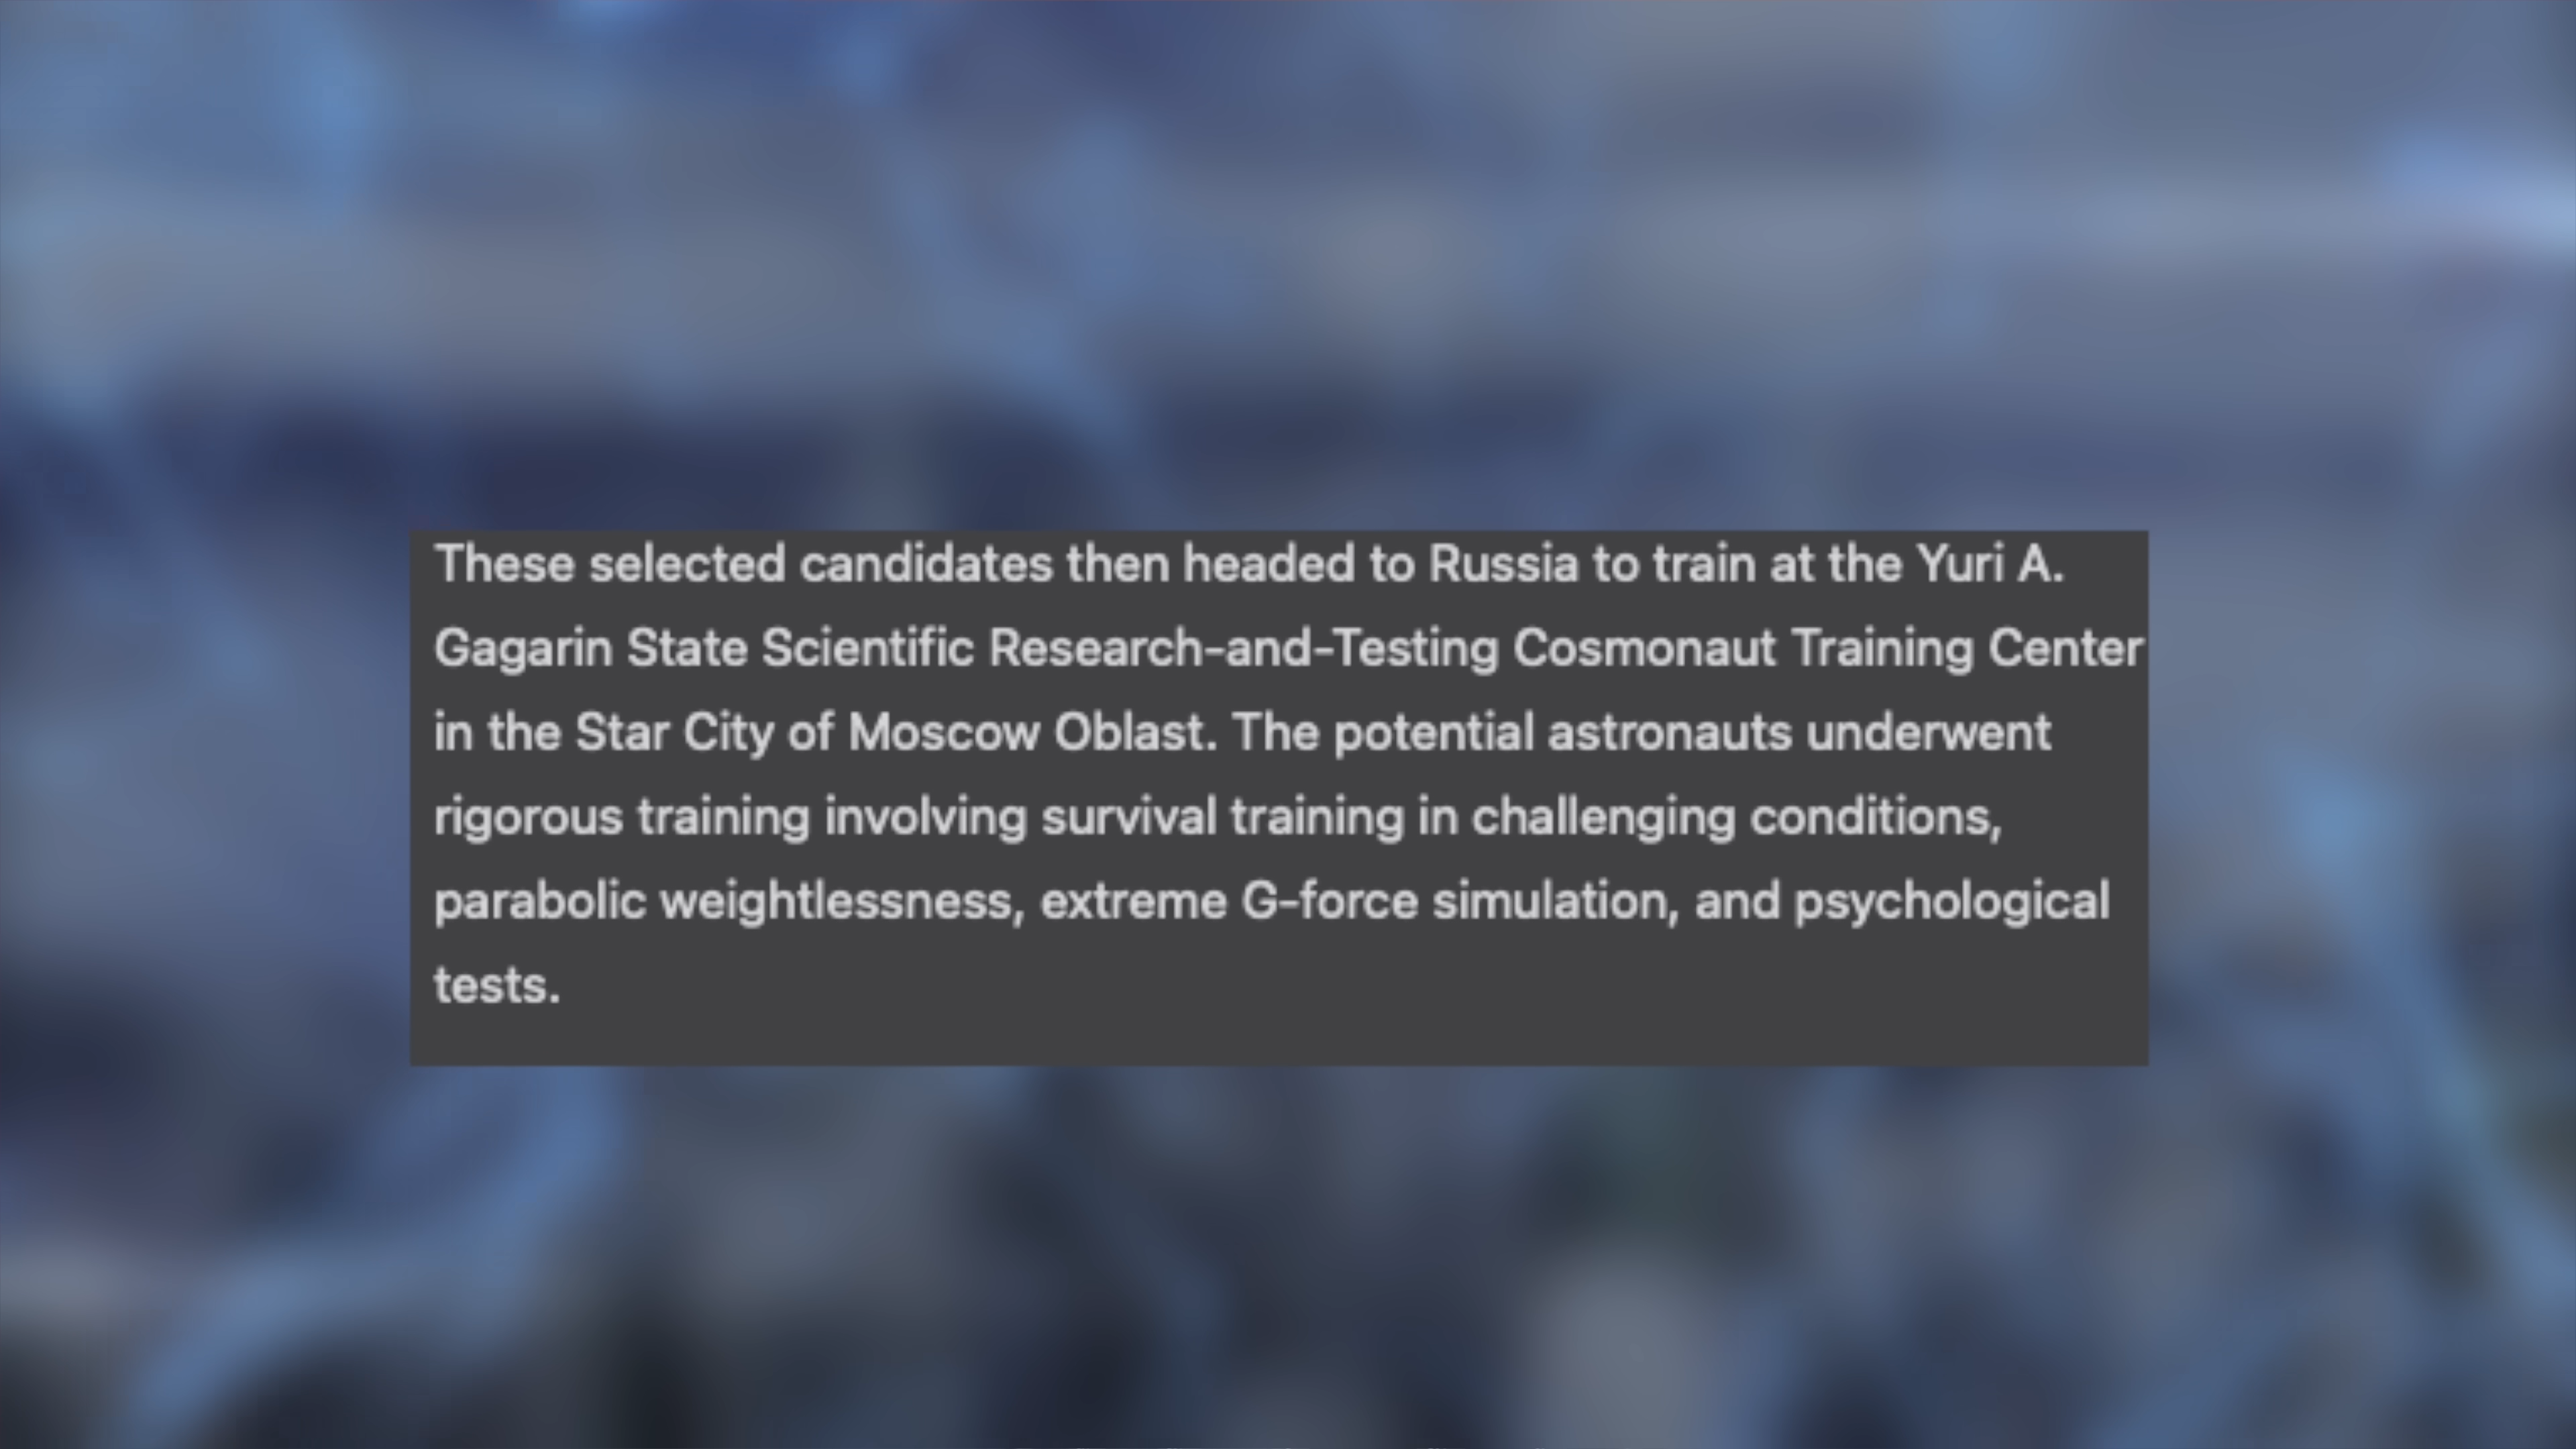 These selected candidates then headed to Russia to train at the Yuri A.
Gagarin State Scientific Research-and-Testing Cosmonaut Training Center
in the Star City of Moscow Oblast. The potential astronauts underwent
rigorous training involving survival training in challenging conditions,
parabolic weightlessness, extreme G-force simulation, and psychological
tests.